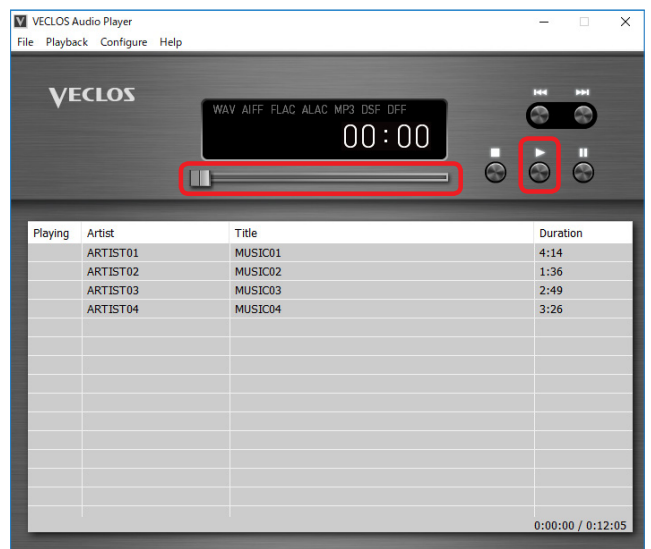 VECLOS Audio Player
File Playback Configure Help
VECLOS
WAV AIFF FLAC ALAC MP3 DSF DFF
00:00
Playing Artist Title Duration
ARTIST01 MUSIC01 4:14
ARTIST02 MUSIC02 1:36
ARTIST03 MUSIC03 2:49
ARTIST04 MUSIC04 3:26
0:00:00 / 0:12:05